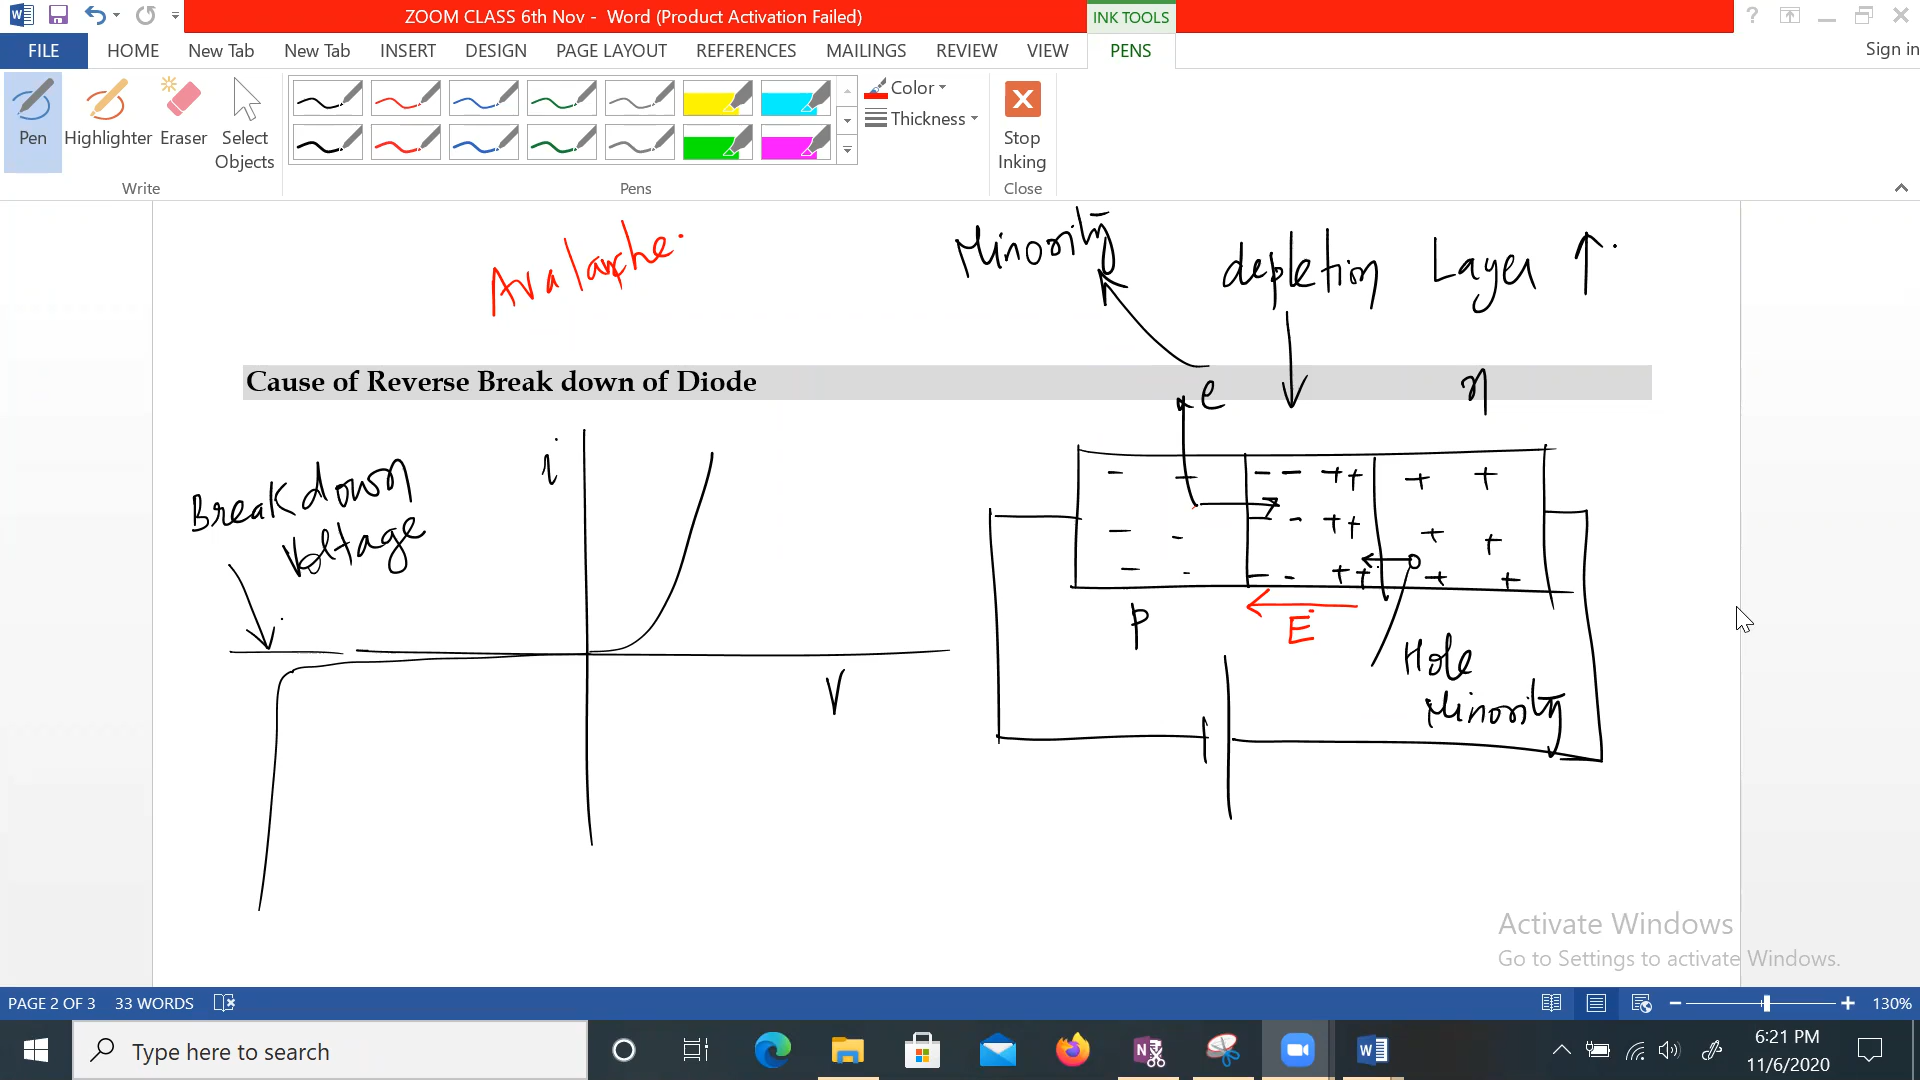 ZOOM CLASS 6th Nov - Word (Product Activation Failed)
INK TOOLS
?
FILE
HOME
New Tab
New Tab
INSERT
DESIGN
PAGE LAYOUT
REFERENCES
MAILINGS
REVIEW
VIEW
PENS
Sign in
Pen
Highlighter
Eraser
Select Objects
Color
Thickness
Stop Inking
Write
Pens
Close
Avalanche.
Minority
depletion Layer ↑.
Cause of Reverse Break down of Diode
e
n
Breakdown
Voltage
i
V
- - - - + + + +
- - + + + +
- - - - + + + +
P
E
Hole
Minority
Activate Windows
Go to Settings to activate Windows.
PAGE 2 OF 3 33 WORDS
130%
Type here to search
6:21 PM
11/6/2020